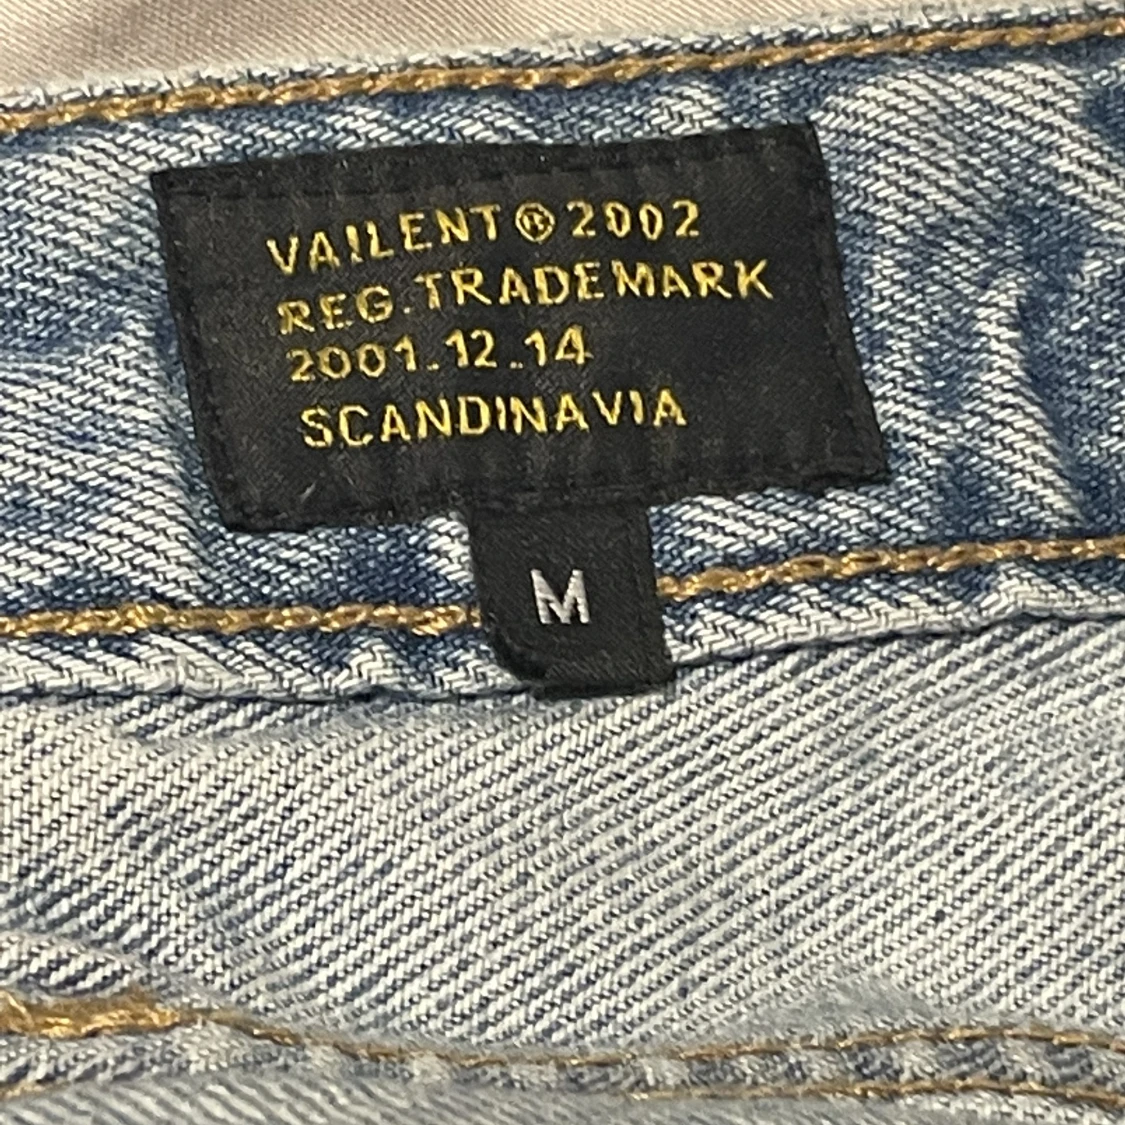 VAILENT®2002
REG.TRADEMARK
2001.12.14
SCANDINAVIA
M